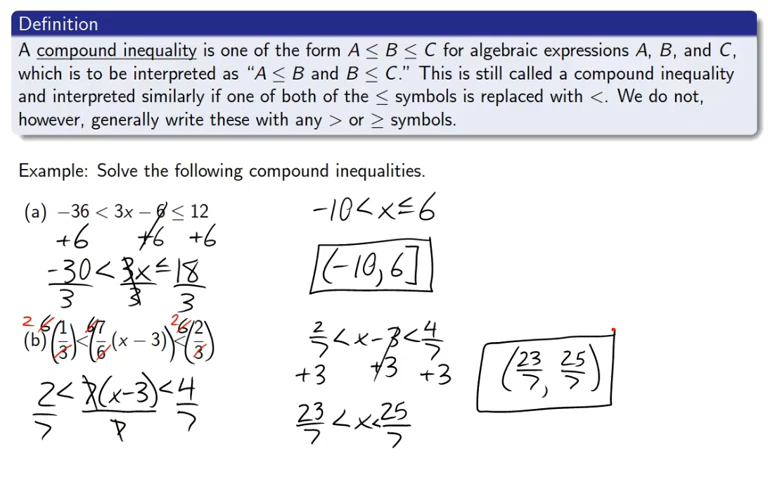 Definition
A compound inequality is one of the form A ≤ B ≤ C for algebraic expressions A, B, and C,
which is to be interpreted as “A ≤ B and B ≤ C.” This is still called a compound inequality
and interpreted similarly if one of both of the ≤ symbols is replaced with <. We do not,
however, generally write these with any > or ≥ symbols.
Example: Solve the following compound inequalities.
(a) −36 < 3x − 6 ≤ 12
+6 +6 +6
-30 < 3x ≤ 18
3 3 3
-10 < x ≤ 6
(-10, 6]
(b) 2 6(1/3) < 6(7/6 (x − 3)) < 2 6(2/3)
2/7 < 7(x-3)/7 < 4/7
2/7 < x-3 < 4/7
+3 +3 +3
23/7 < x < 25/7
(23/7, 25/7)